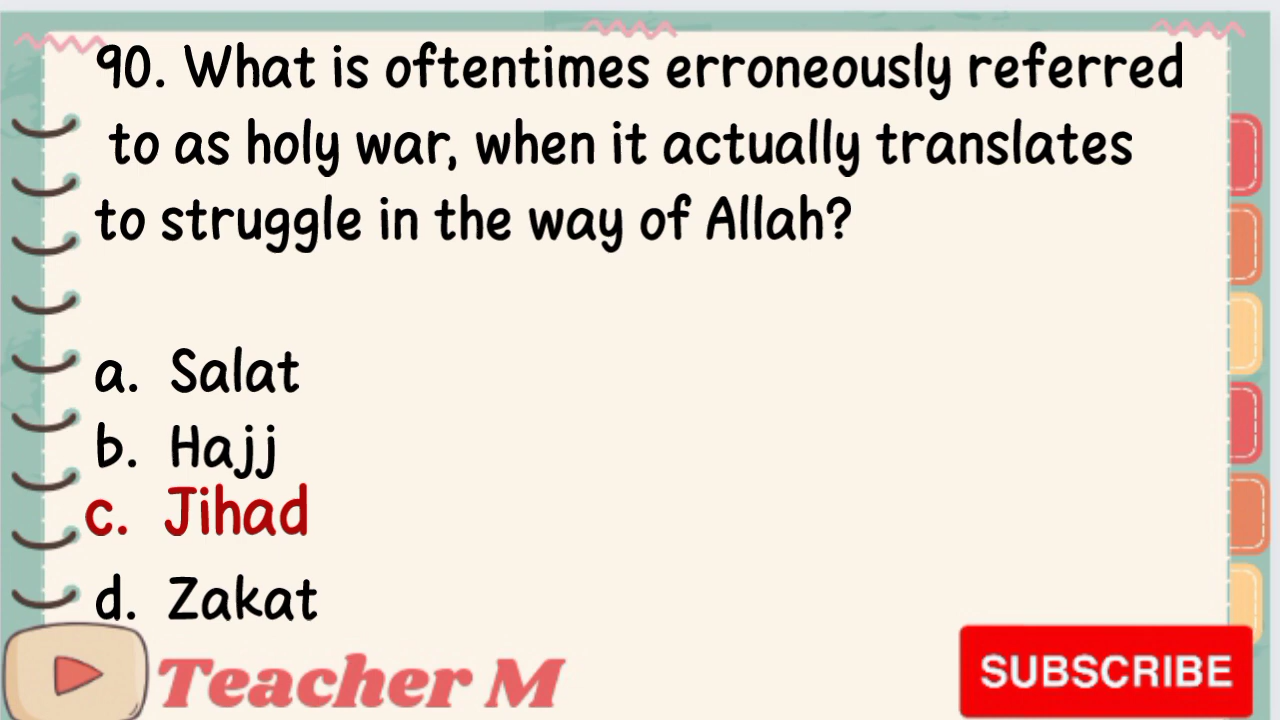 90. What is oftentimes erroneously referred
to as holy war, when it actually translates
to struggle in the way of Allah?
a. Salat
b. Hajj
c. Jihad
d. Zakat
Teacher M
SUBSCRIBE